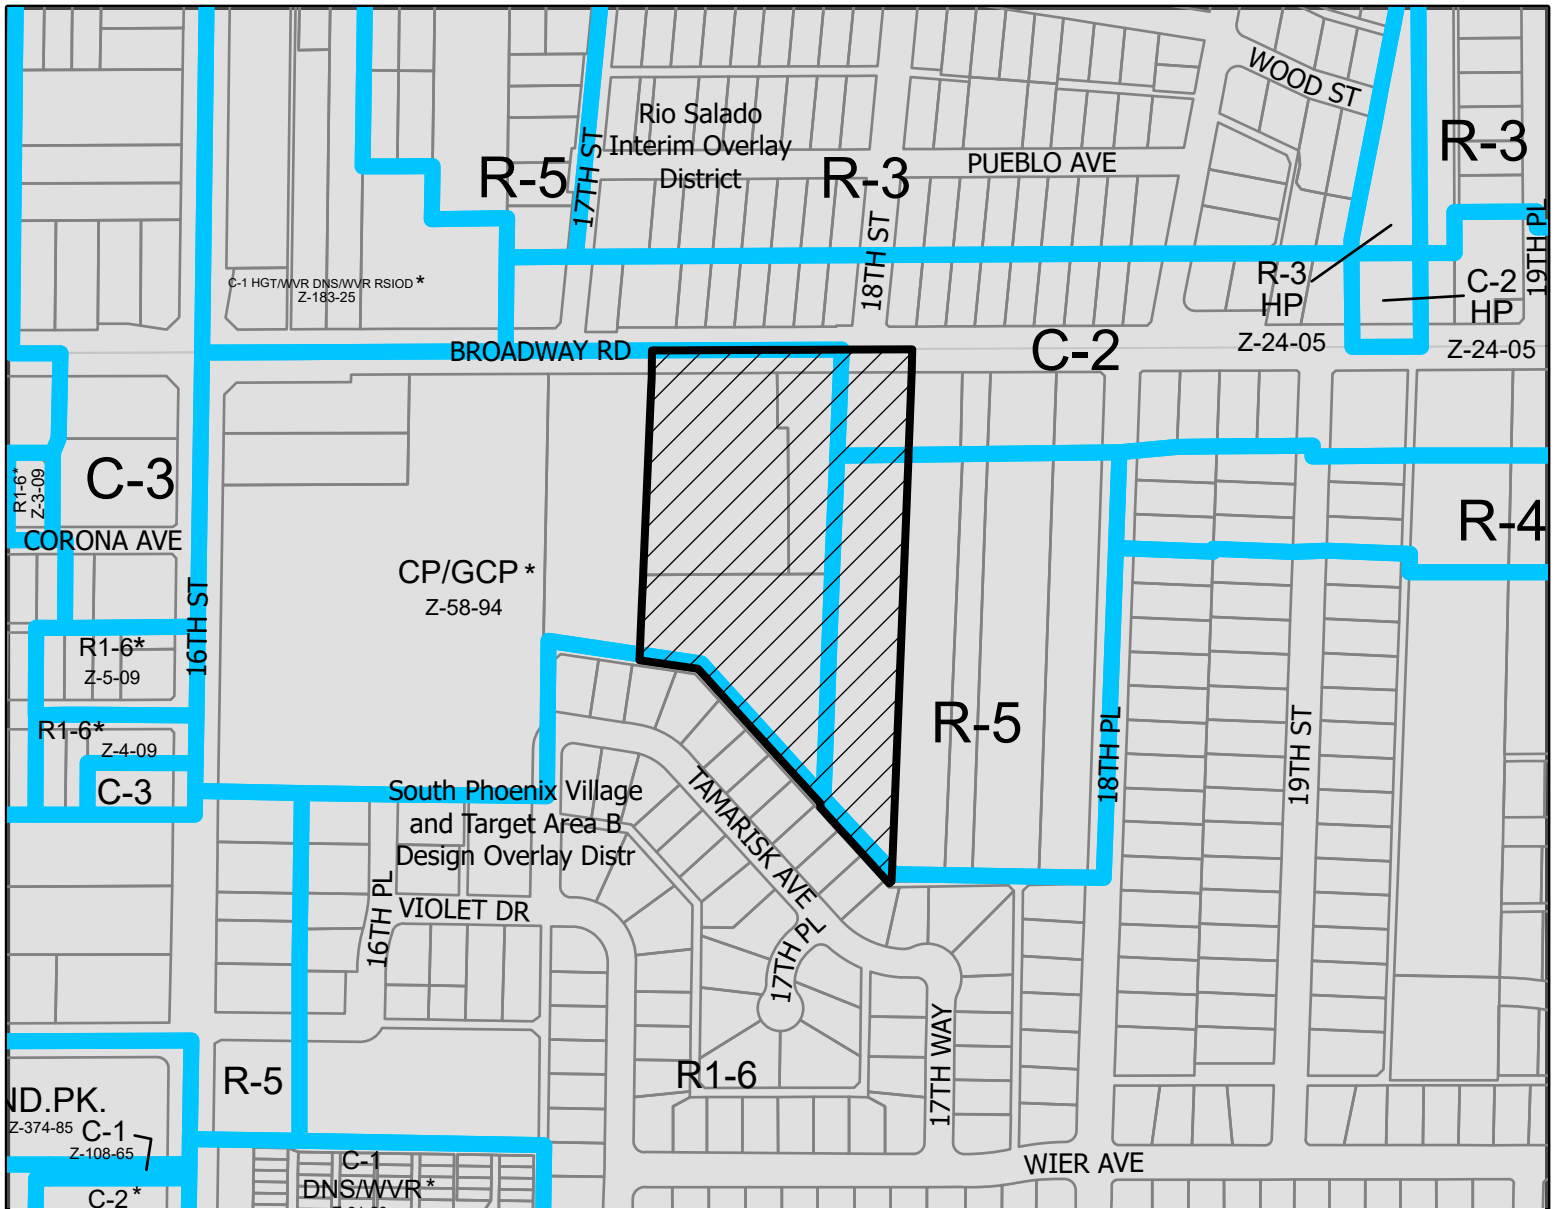 WOOD ST
Rio Salado
Interim Overlay
District
17TH ST
R-5
R-3
PUEBLO AVE
R-3
18TH ST
19TH PL
C-1 HGT/WVR DNS/WVR RSIOD *
Z-183-25
R-3
HP
Z-24-05
C-2
HP
Z-24-05
BROADWAY RD
C-2
C-3
R1-6*
Z-3-09
CORONA AVE
R-4
CP/GCP *
Z-58-94
16TH ST
R1-6*
Z-5-09
R1-6*
Z-4-09
C-3
R-5
18TH PL
19TH ST
South Phoenix Village
and Target Area B
Design Overlay Distr
TAMARISK AVE
16TH PL
VIOLET DR
17TH PL
17TH WAY
R-5
R1-6
ND.PK.
Z-374-85
C-1
Z-108-65
C-2 *
C-1
DNS/WVR *
WIER AVE